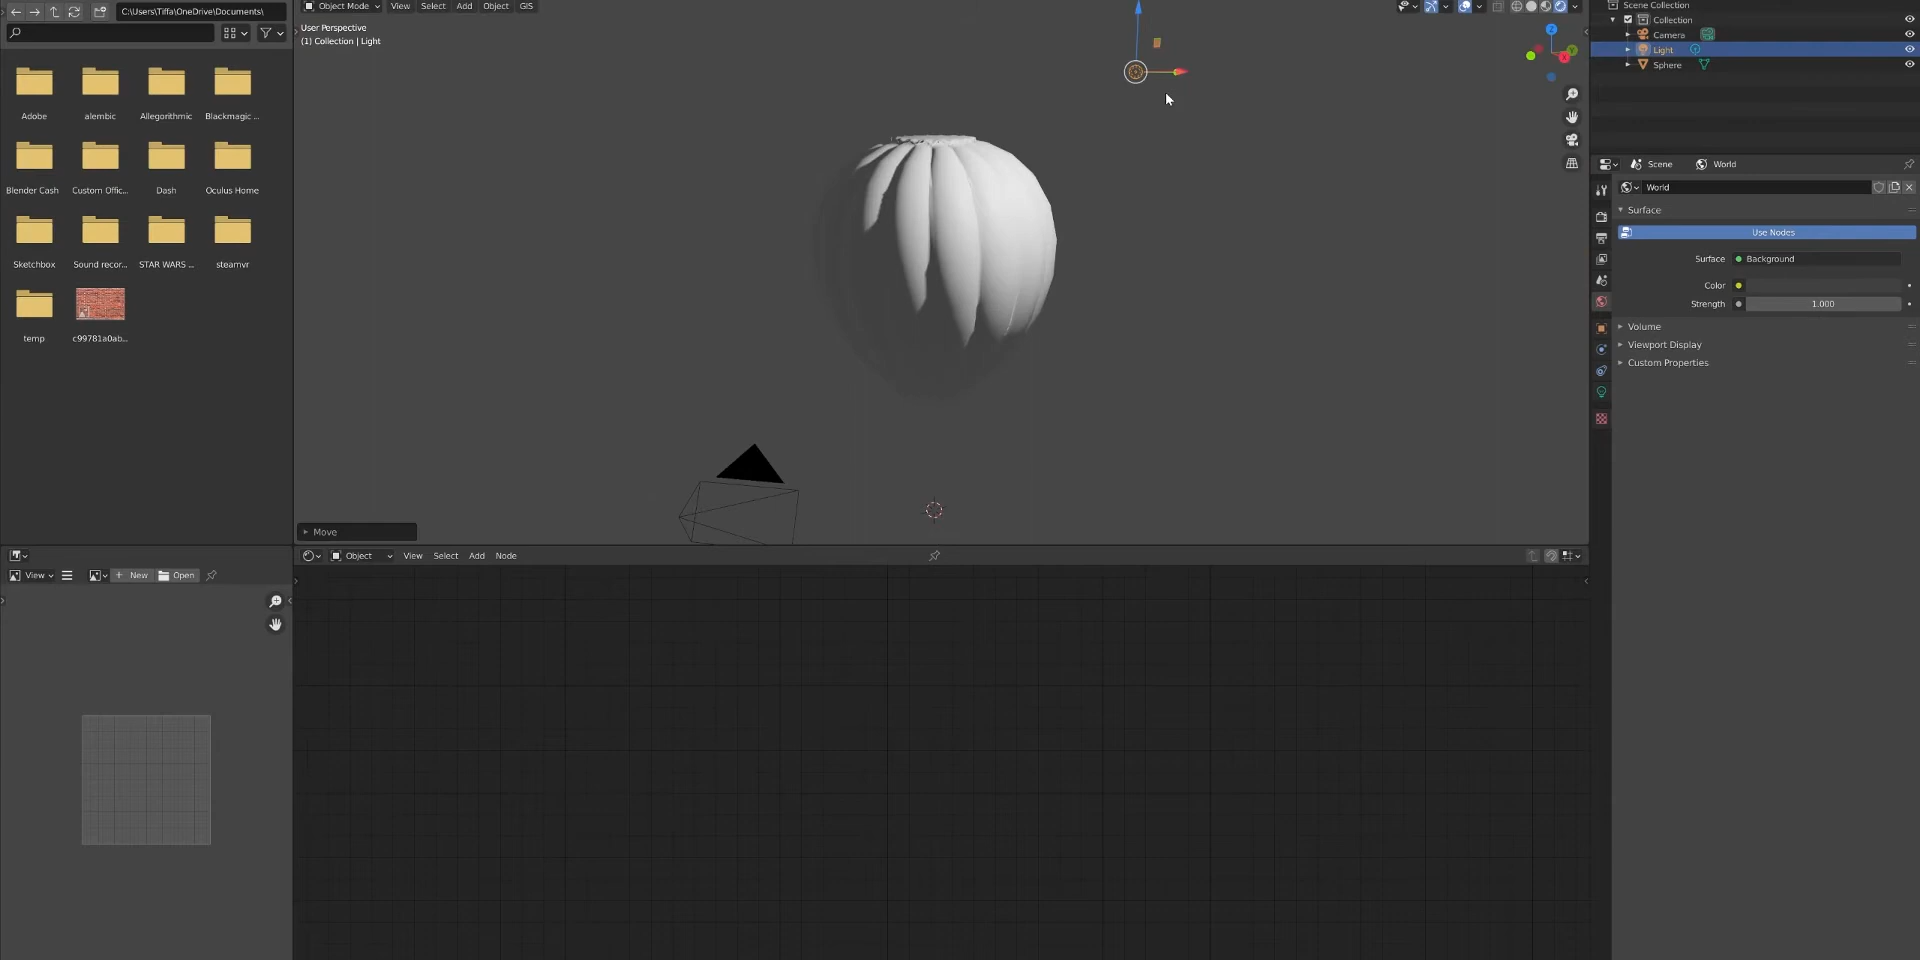 C:\Users\Tiffa\OneDrive\Documents\
Adobe
alembic
Allegorithmic
Blackmagic ...
Blender Cash
Custom Offic...
Dash
Oculus Home
Sketchbox
Sound recor...
STAR WARS ...
steamvr
temp
c99781a0ab...
View
New
Open
Object Mode
View
Select
Add
Object
GIS
User Perspective
(1) Collection | Light
Move
Object
View
Select
Add
Node
Scene Collection
Collection
Camera
Light
Sphere
Scene
World
World
Surface
Use Nodes
Surface
Background
Color
Strength
1.000
Volume
Viewport Display
Custom Properties